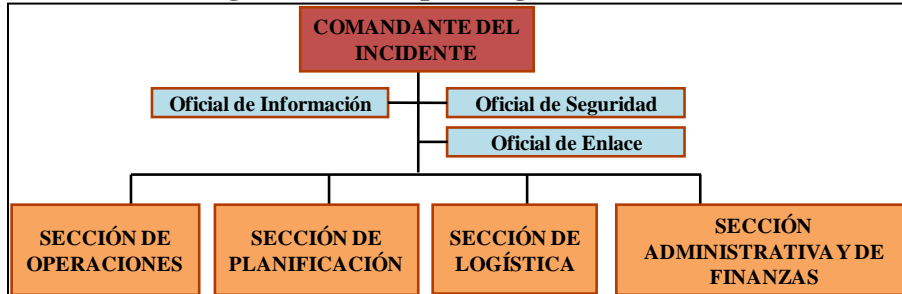 COMANDANTE DEL
INCIDENTE
Oficial de Información
Oficial de Seguridad
Oficial de Enlace
SECCIÓN DE
OPERACIONES
SECCIÓN DE
PLANIFICACIÓN
SECCIÓN DE
LOGÍSTICA
SECCIÓN
ADMINISTRATIVA Y DE
FINANZAS